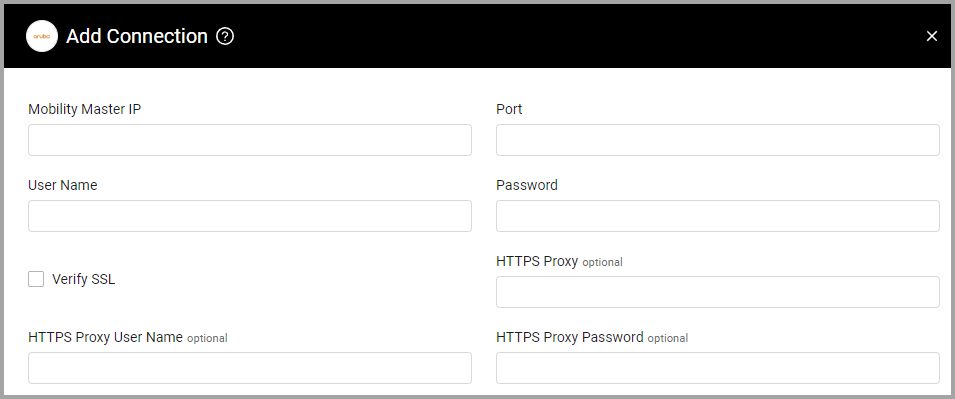 aruba
Add Connection ?
Mobility Master IP
Port
User Name
Password
Verify SSL
HTTPS Proxy optional
HTTPS Proxy User Name optional
HTTPS Proxy Password optional